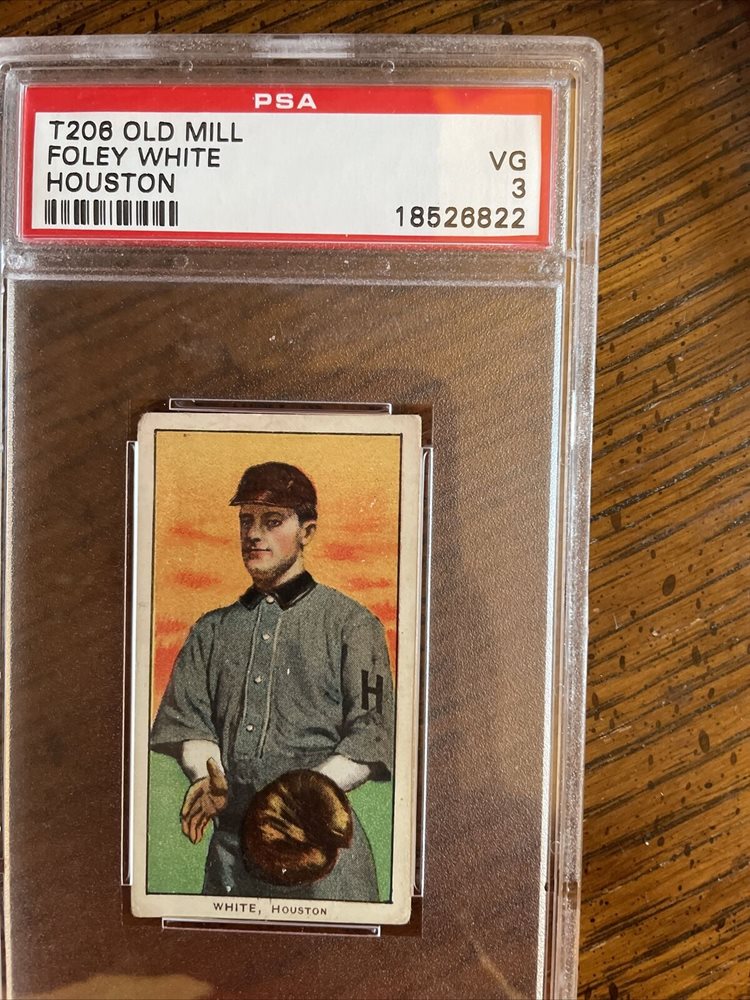 PSA
T206 OLD MILL
FOLEY WHITE VG
HOUSTON 3
18526822
H
WHITE, HOUSTON